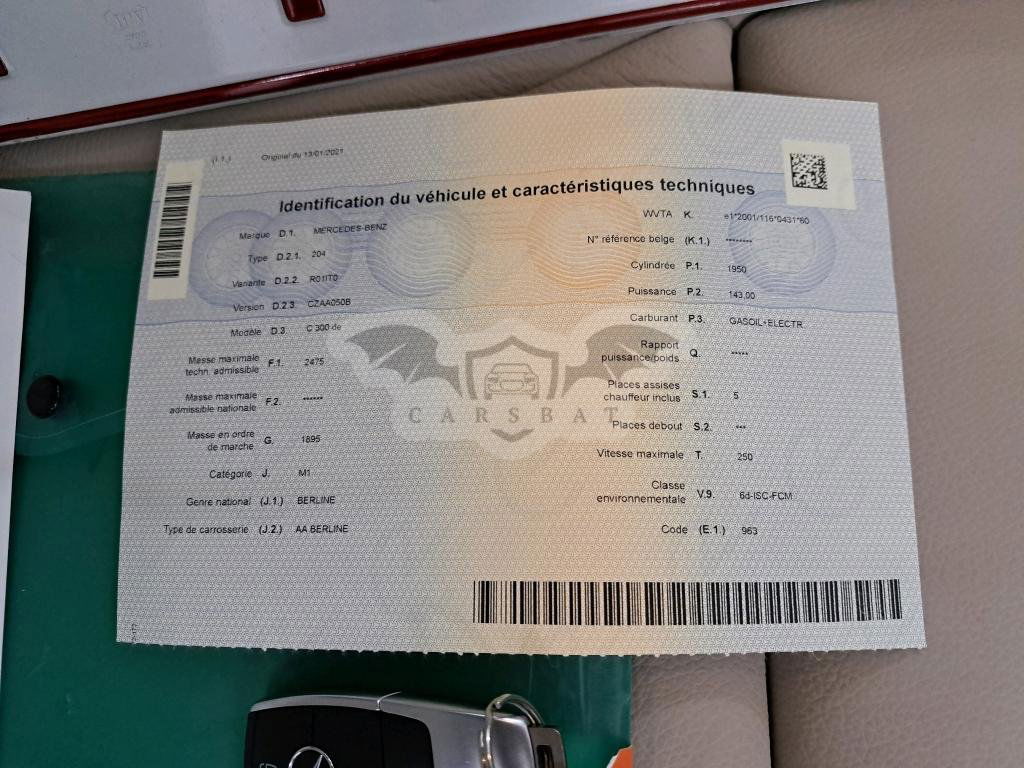 (I.1.) Originel du 13/01/2021
Identification du véhicule et caractéristiques techniques
Marque D.1. MERCEDES-BENZ
Type D.2.1. 204
Variante D.2.2. R01IT0
Version D.2.3. CZAA050B
Modèle D.3. C 300 de
Masse maximale
techn. admissible F.1. 2475
Masse maximale
admissible nationale F.2. ******
Masse en ordre
de marche G. 1895
Catégorie J. M1
Genre national (J.1.) BERLINE
Type de carrosserie (J.2.) AA BERLINE
WVTA K. e1*2001/116*0431*60
N° référence belge (K.1.) ********
Cylindrée P.1. 1950
Puissance P.2. 143,00
Carburant P.3. GASOIL+ELECTR
Rapport
puissance/poids Q. *****
Places assises
chauffeur inclus S.1. 5
Places debout S.2. ***
Vitesse maximale T. 250
Classe
environnementale V.9. 6d-ISC-FCM
Code (E.1.) 963
CARSBAT